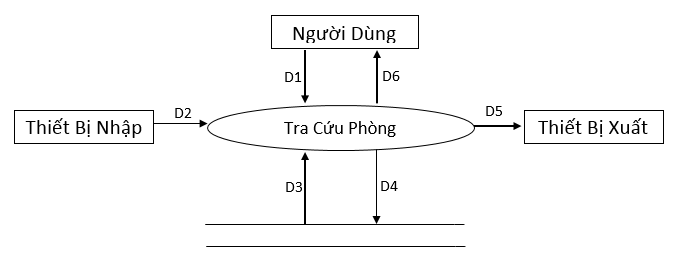 Người Dùng
D1
D6
D2
D5
Thiết Bị Nhập
Tra Cứu Phòng
Thiết Bị Xuất
D3
D4